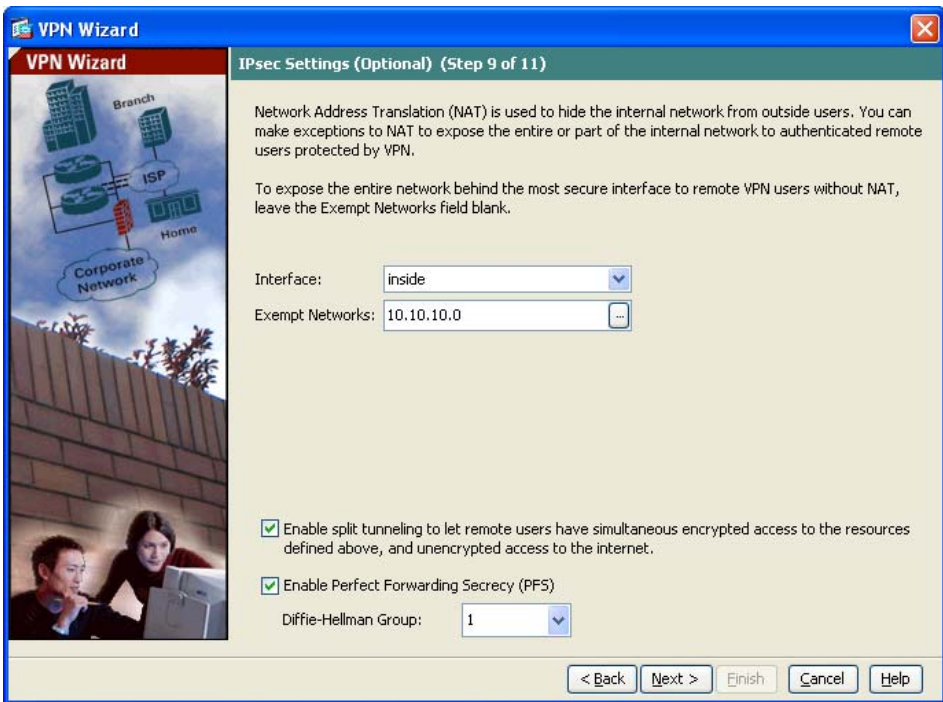 VPN Wizard
VPN Wizard
Branch
ISP
Home
Corporate
Network
IPsec Settings (Optional) (Step 9 of 11)
Network Address Translation (NAT) is used to hide the internal network from outside users. You can
make exceptions to NAT to expose the entire or part of the internal network to authenticated remote
users protected by VPN.
To expose the entire network behind the most secure interface to remote VPN users without NAT,
leave the Exempt Networks field blank.
Interface: inside
Exempt Networks: 10.10.10.0 ...
Enable split tunneling to let remote users have simultaneous encrypted access to the resources
defined above, and unencrypted access to the internet.
Enable Perfect Forwarding Secrecy (PFS)
Diffie-Hellman Group: 1
< Back Next > Finish Cancel Help